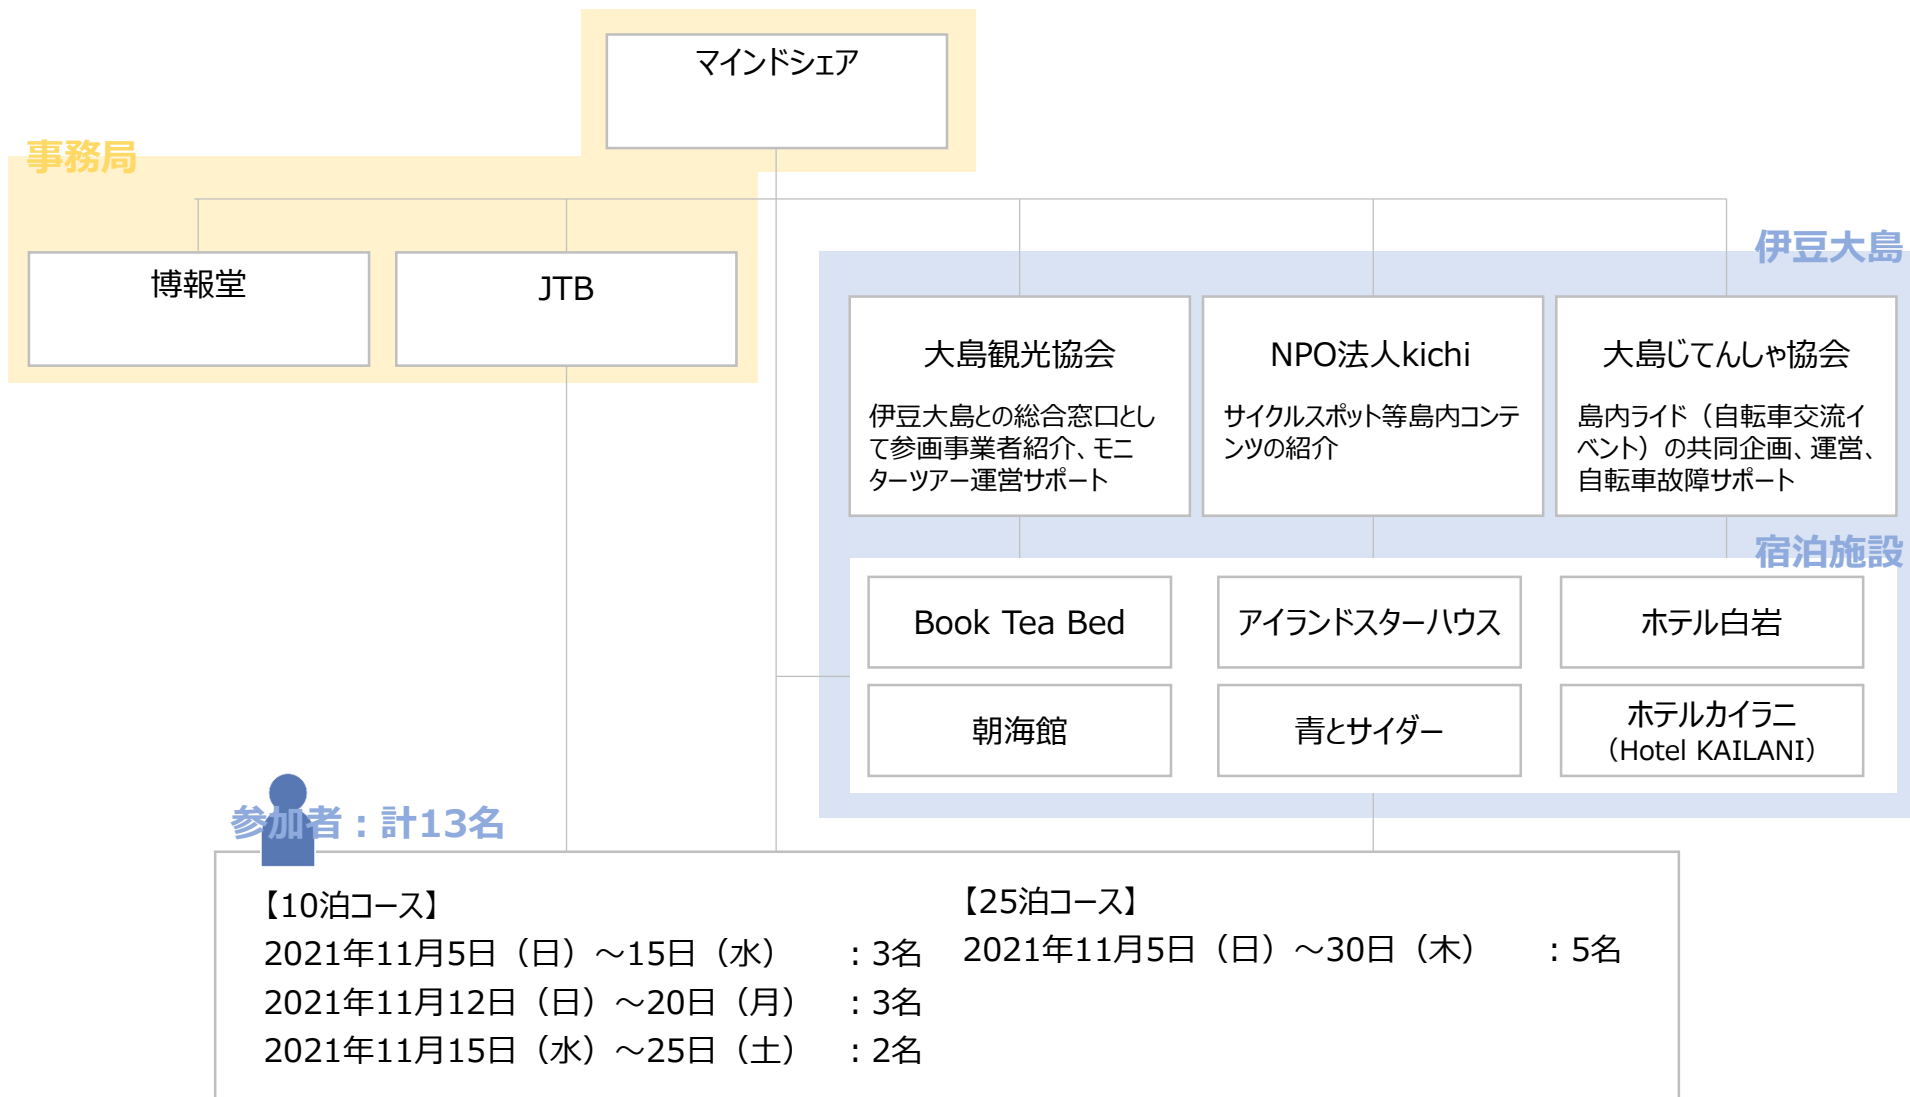 マインドシェア
事務局
博報堂
JTB
伊豆大島
大島観光協会
伊豆大島との総合窓口とし
て参画事業者紹介、モニ
ターツアー運営サポート
NPO法人kichi
サイクルスポット等島内コンテ
ンツの紹介
大島じてんしゃ協会
島内ライド（自転車交流イ
ベント）の共同企画、運営、
自転車故障サポート
宿泊施設
Book Tea Bed
アイランドスターハウス
ホテル白岩
朝海館
青とサイダー
ホテルカイラニ
（Hotel KAILANI）
参加者：計13名
【10泊コース】
2021年11月5日（日）～15日（水）　：3名
2021年11月12日（日）～20日（月）　：3名
2021年11月15日（水）～25日（土）　：2名
【25泊コース】
2021年11月5日（日）～30日（木）　：5名